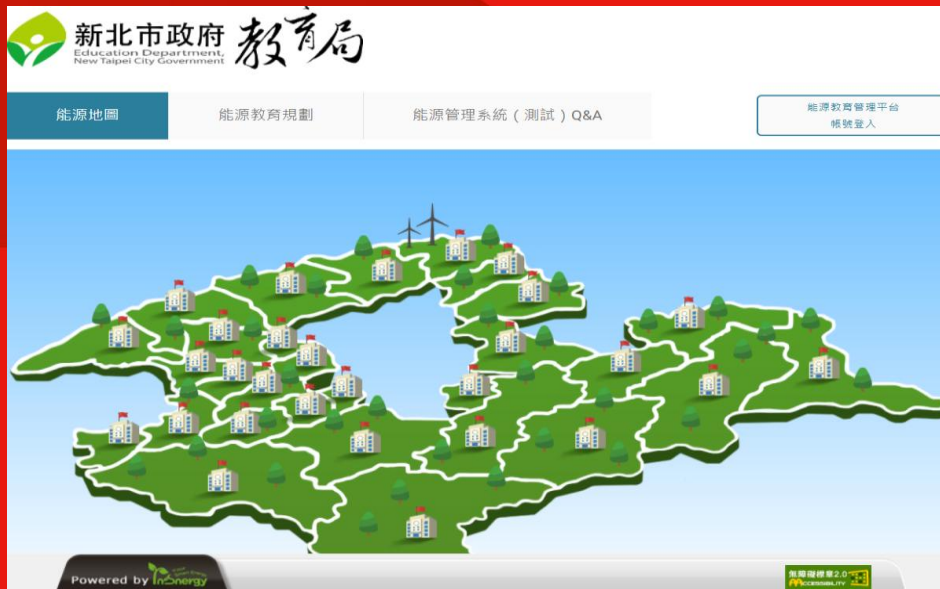 新北市政府 教育局
Education Department,
New Taipei City Government
能源地圖
能源教育規劃
能源管理系統（測試）Q&A
能源教育管理平台
帳號登入
Powered by InSnergy
無障礙標章2.0
ACCESSIBILITY